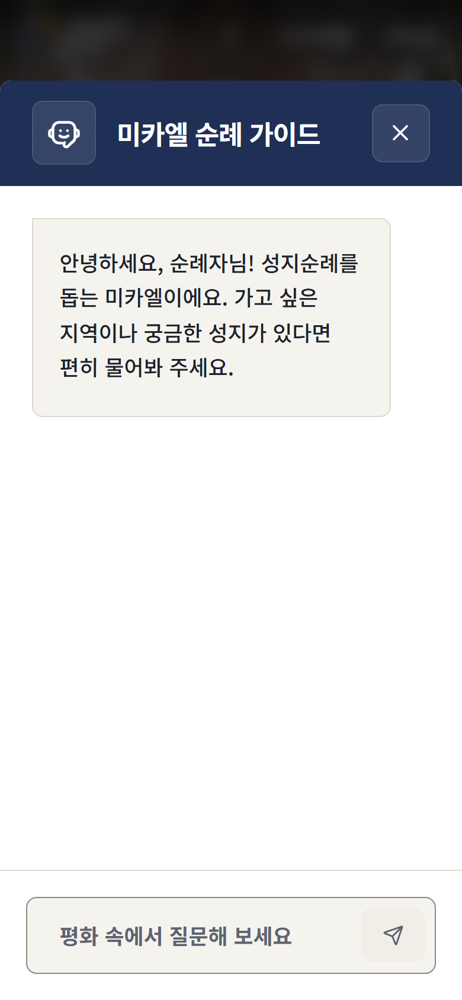 미카엘 순례 가이드
안녕하세요, 순례자님! 성지순례를
돕는 미카엘이에요. 가고 싶은
지역이나 궁금한 성지가 있다면
편히 물어봐 주세요.
평화 속에서 질문해 보세요